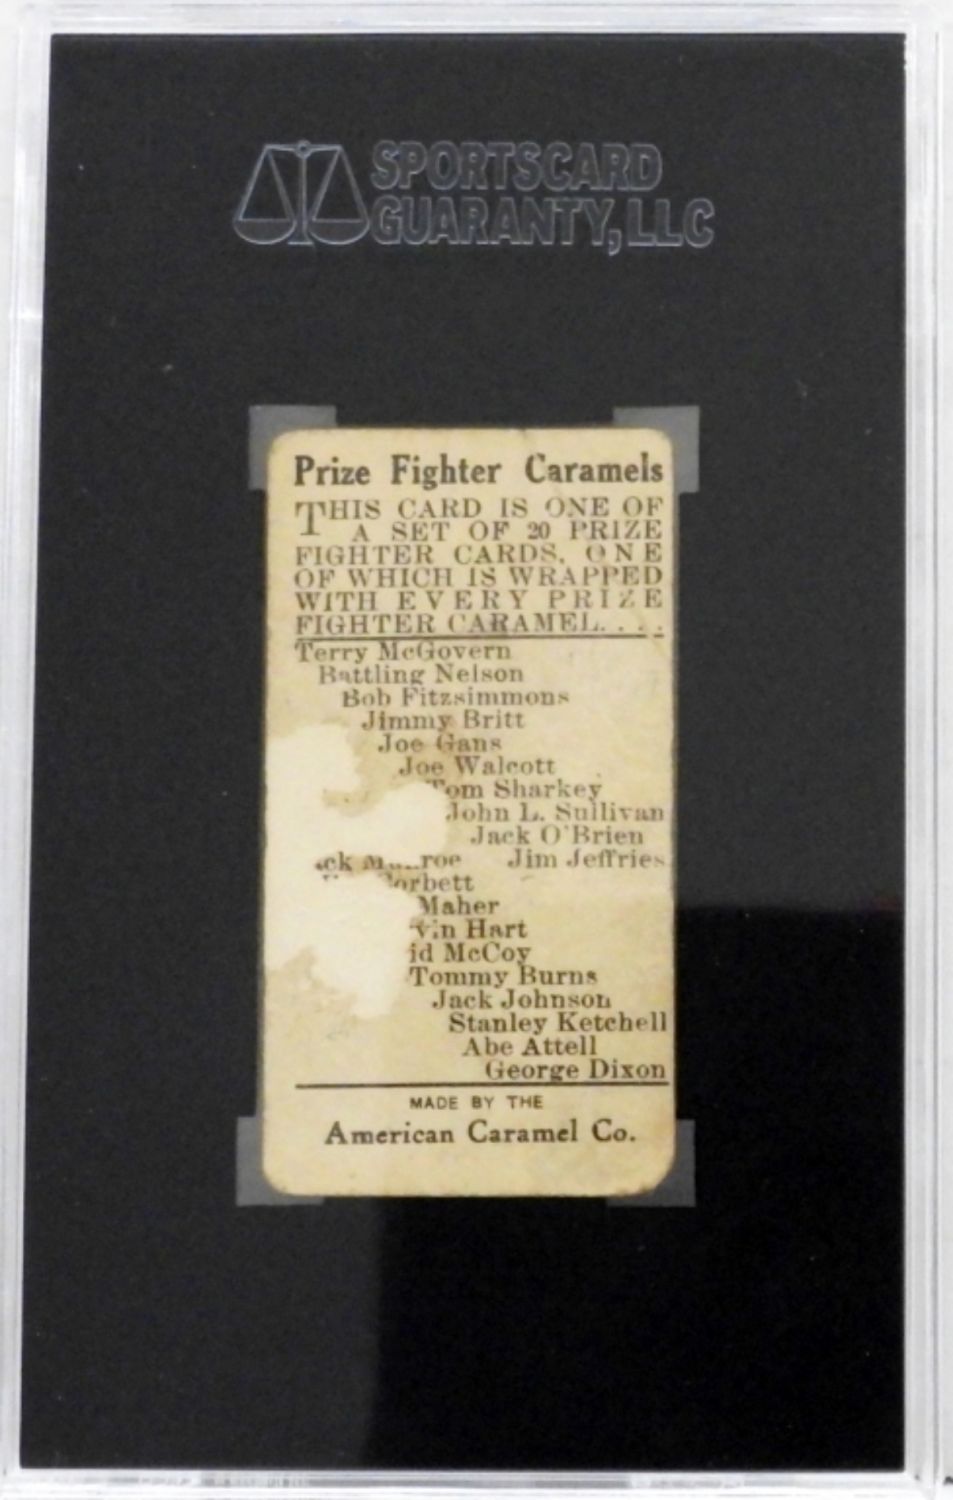 SPORTSCARD
GUARANTY, LLC
Prize Fighter Caramels
THIS CARD IS ONE OF
A SET OF 20 PRIZE
FIGHTER CARDS, ONE
OF WHICH IS WRAPPED
WITH EVERY PRIZE
FIGHTER CARAMEL. . . .
Terry McGovern
Battling Nelson
Bob Fitzsimmons
Jimmy Britt
Joe Gans
Joe Walcott
Tom Sharkey
John L. Sullivan
Jack O'Brien
Jim Jeffries
Corbett
Maher
Hart
McCoy
Tommy Burns
Jack Johnson
Stanley Ketchell
Abe Attell
George Dixon
MADE BY THE
American Caramel Co.